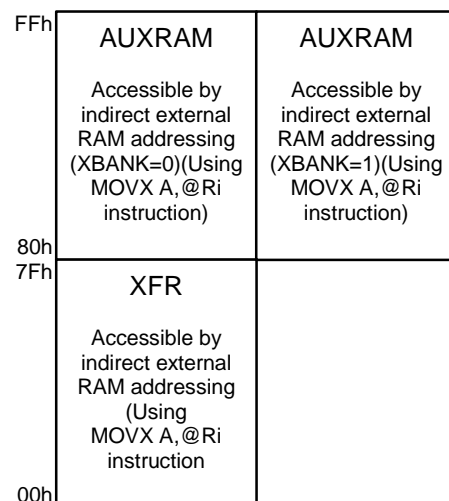 FFh
AUXRAM
Accessible by
indirect external
RAM addressing
(XBANK=0)(Using
MOVX A,@Ri
instruction)
AUXRAM
Accessible by
indirect external
RAM addressing
(XBANK=1)(Using
MOVX A,@Ri
instruction)
80h
7Fh
XFR
Accessible by
indirect external
RAM addressing
(Using
MOVX A,@Ri
instruction
00h